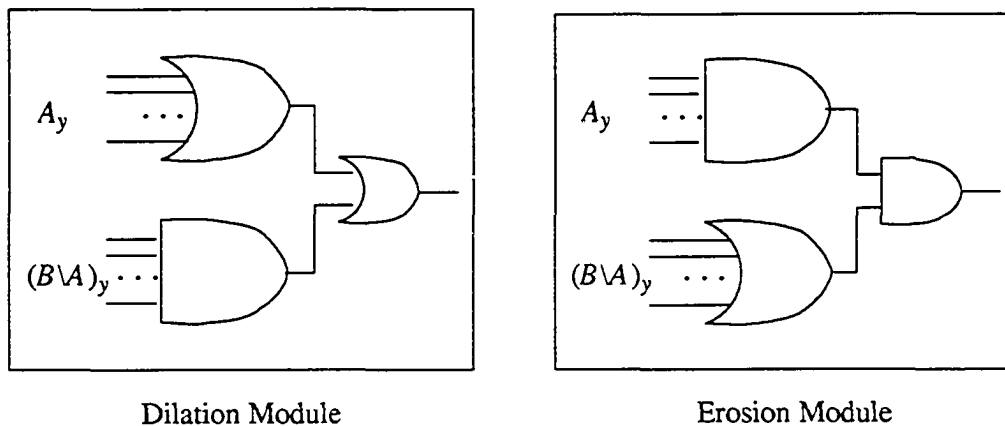 A_y
. . .
(B\A)_y
. . .
Dilation Module
A_y
. . .
(B\A)_y
. . .
Erosion Module